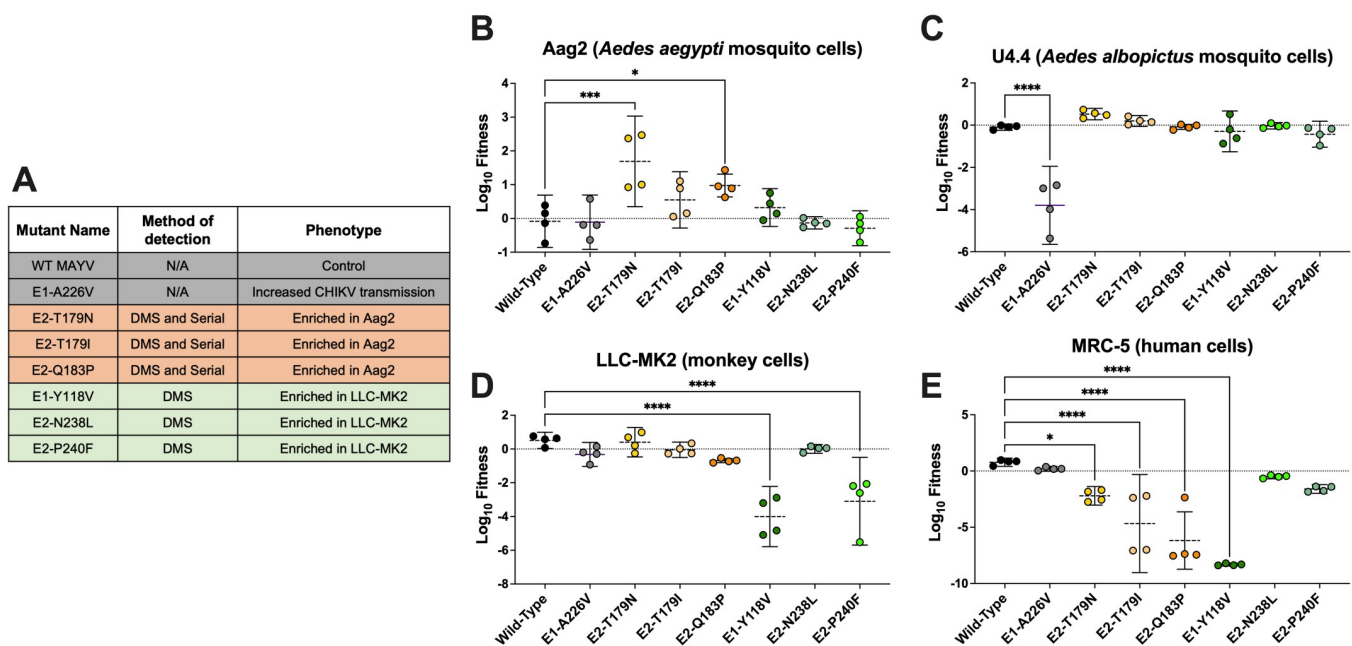 A
Mutant Name Method of detection Phenotype
WT MAYV N/A Control
E1-A226V N/A Increased CHIKV transmission
E2-T179N DMS and Serial Enriched in Aag2
E2-T179I DMS and Serial Enriched in Aag2
E2-Q183P DMS and Serial Enriched in Aag2
E1-Y118V DMS Enriched in LLC-MK2
E2-N238L DMS Enriched in LLC-MK2
E2-P240F DMS Enriched in LLC-MK2
B
Aag2 (Aedes aegypti mosquito cells)
*
***
Log10 Fitness
4
3
2
1
0
-1
Wild-Type
E1-A226V
E2-T179N
E2-T179I
E2-Q183P
E1-Y118V
E2-N238L
E2-P240F
C
U4.4 (Aedes albopictus mosquito cells)
****
Log10 Fitness
2
0
-2
-4
-6
Wild-Type
E1-A226V
E2-T179N
E2-T179I
E2-Q183P
E1-Y118V
E2-N238L
E2-P240F
D
LLC-MK2 (monkey cells)
****
****
Log10 Fitness
2
0
-2
-4
-6
-8
Wild-Type
E1-A226V
E2-T179N
E2-T179I
E2-Q183P
E1-Y118V
E2-N238L
E2-P240F
E
MRC-5 (human cells)
****
****
****
*
Log10 Fitness
5
0
-5
-10
Wild-Type
E1-A226V
E2-T179N
E2-T179I
E2-Q183P
E1-Y118V
E2-N238L
E2-P240F